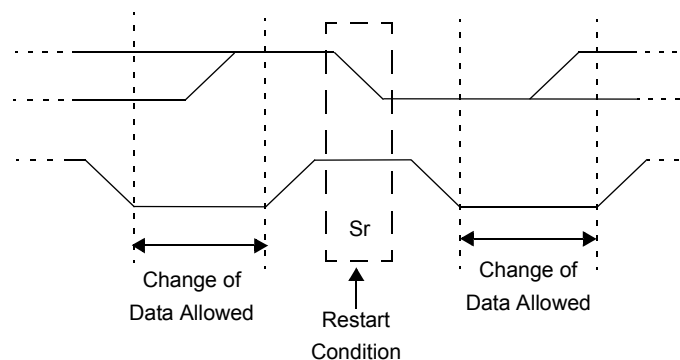 Sr
Change of
Data Allowed
Change of
Data Allowed
Restart
Condition